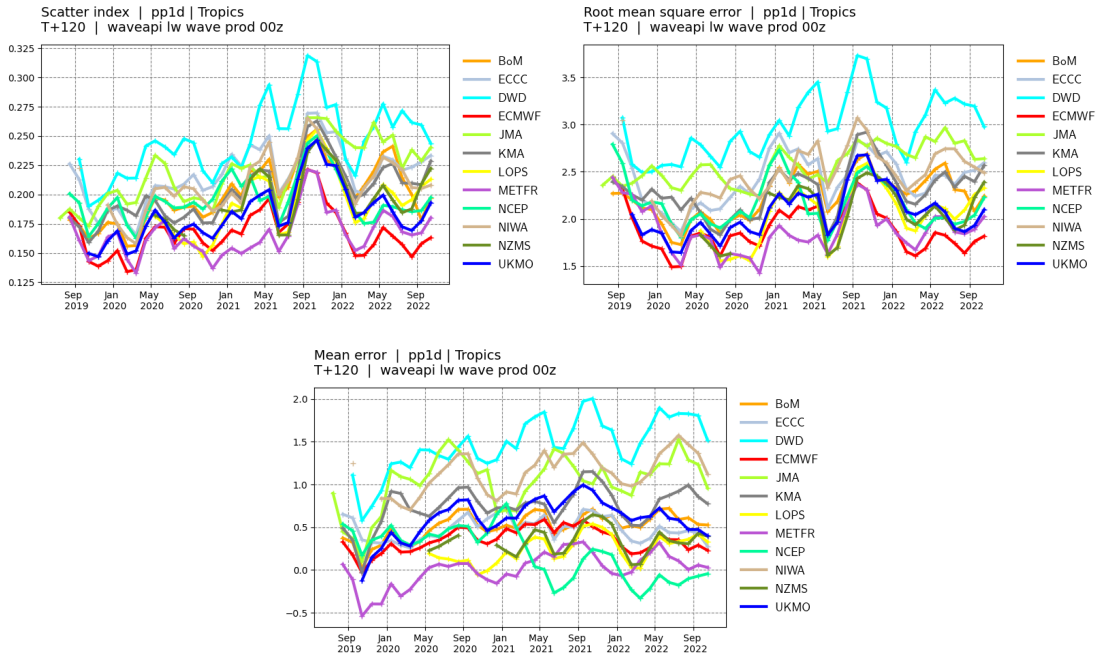 Scatter index | pp1d | Tropics
T+120 | waveapi lw wave prod 00z
0.325
0.300
0.275
0.250
0.225
0.200
0.175
0.150
0.125
Sep 2019
Jan 2020
May 2020
Sep 2020
Jan 2021
May 2021
Sep 2021
Jan 2022
May 2022
Sep 2022
BoM
ECCC
DWD
ECMWF
JMA
KMA
LOPS
METFR
NCEP
NIWA
NZMS
UKMO
Root mean square error | pp1d | Tropics
T+120 | waveapi lw wave prod 00z
3.5
3.0
2.5
2.0
1.5
Sep 2019
Jan 2020
May 2020
Sep 2020
Jan 2021
May 2021
Sep 2021
Jan 2022
May 2022
Sep 2022
BoM
ECCC
DWD
ECMWF
JMA
KMA
LOPS
METFR
NCEP
NIWA
NZMS
UKMO
Mean error | pp1d | Tropics
T+120 | waveapi lw wave prod 00z
2.0
1.5
1.0
0.5
0.0
−0.5
Sep 2019
Jan 2020
May 2020
Sep 2020
Jan 2021
May 2021
Sep 2021
Jan 2022
May 2022
Sep 2022
BoM
ECCC
DWD
ECMWF
JMA
KMA
LOPS
METFR
NCEP
NIWA
NZMS
UKMO